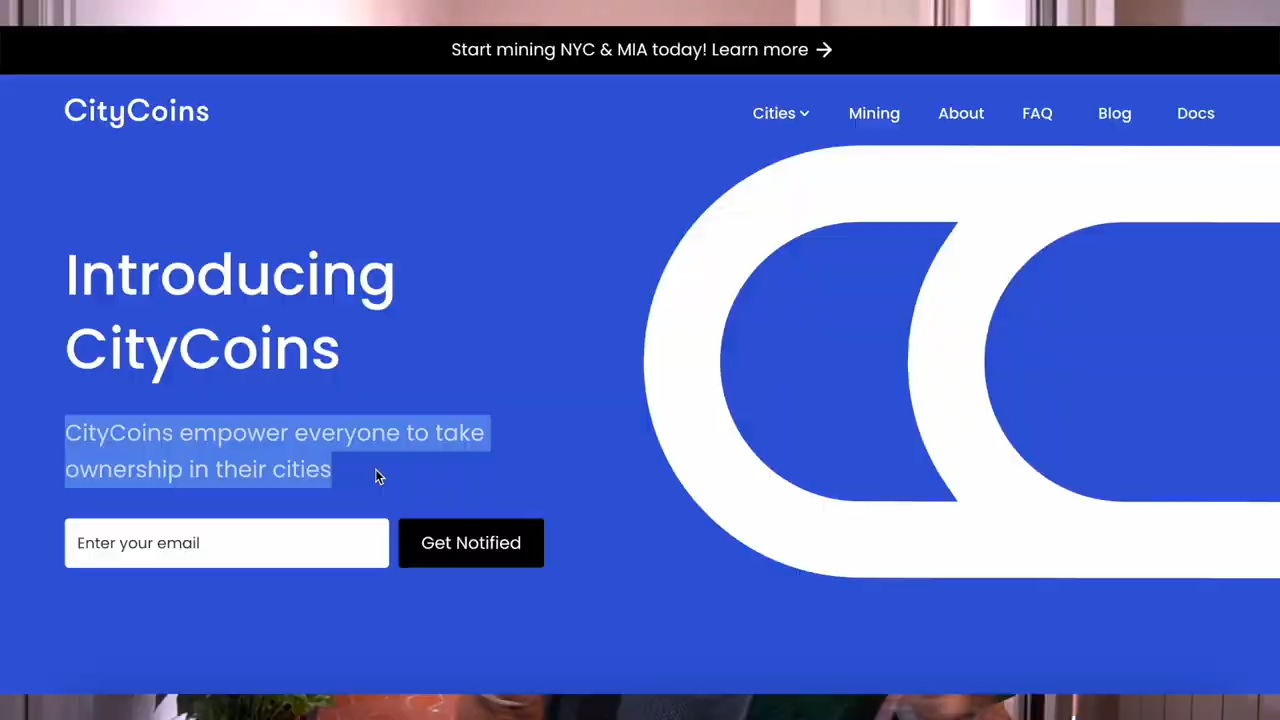 Start mining NYC & MIA today! Learn more →
CityCoins
Cities
Mining
About
FAQ
Blog
Docs
Introducing
CityCoins
CityCoins empower everyone to take
ownership in their cities
Enter your email
Get Notified